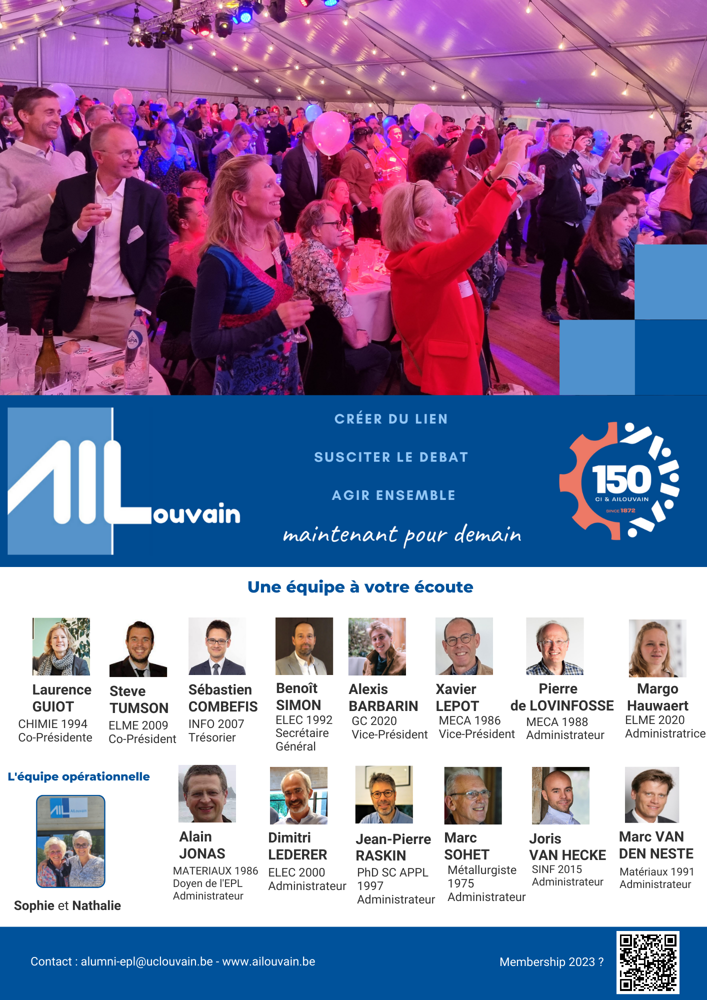 SPA
CRÉER DU LIEN
SUSCITER LE DEBAT
AGIR ENSEMBLE
maintenant pour demain
AILouvain
150
CI & AILOUVAIN
SINCE 1872
Une équipe à votre écoute
Laurence
GUIOT
CHIMIE 1994
Co-Présidente
Steve
TUMSON
ELME 2009
Co-Président
Sébastien
COMBEFIS
INFO 2007
Trésorier
Benoît
SIMON
ELEC 1992
Secrétaire
Général
Alexis
BARBARIN
GC 2020
Vice-Président
Xavier
LEPOT
MECA 1986
Vice-Président
Pierre
de LOVINFOSSE
MECA 1988
Administrateur
Margo
Hauwaert
ELME 2020
Administratrice
L'équipe opérationnelle
AIL AILouvain
Sophie et Nathalie
Alain
JONAS
MATERIAUX 1986
Doyen de l'EPL
Administrateur
Dimitri
LEDERER
ELEC 2000
Administrateur
Jean-Pierre
RASKIN
PhD SC APPL
1997
Administrateur
Marc
SOHET
Métallurgiste
1975
Administrateur
Joris
VAN HECKE
SINF 2015
Administrateur
Marc VAN
DEN NESTE
Matériaux 1991
Administrateur
Contact : alumni-epl@uclouvain.be - www.ailouvain.be
Membership 2023 ?